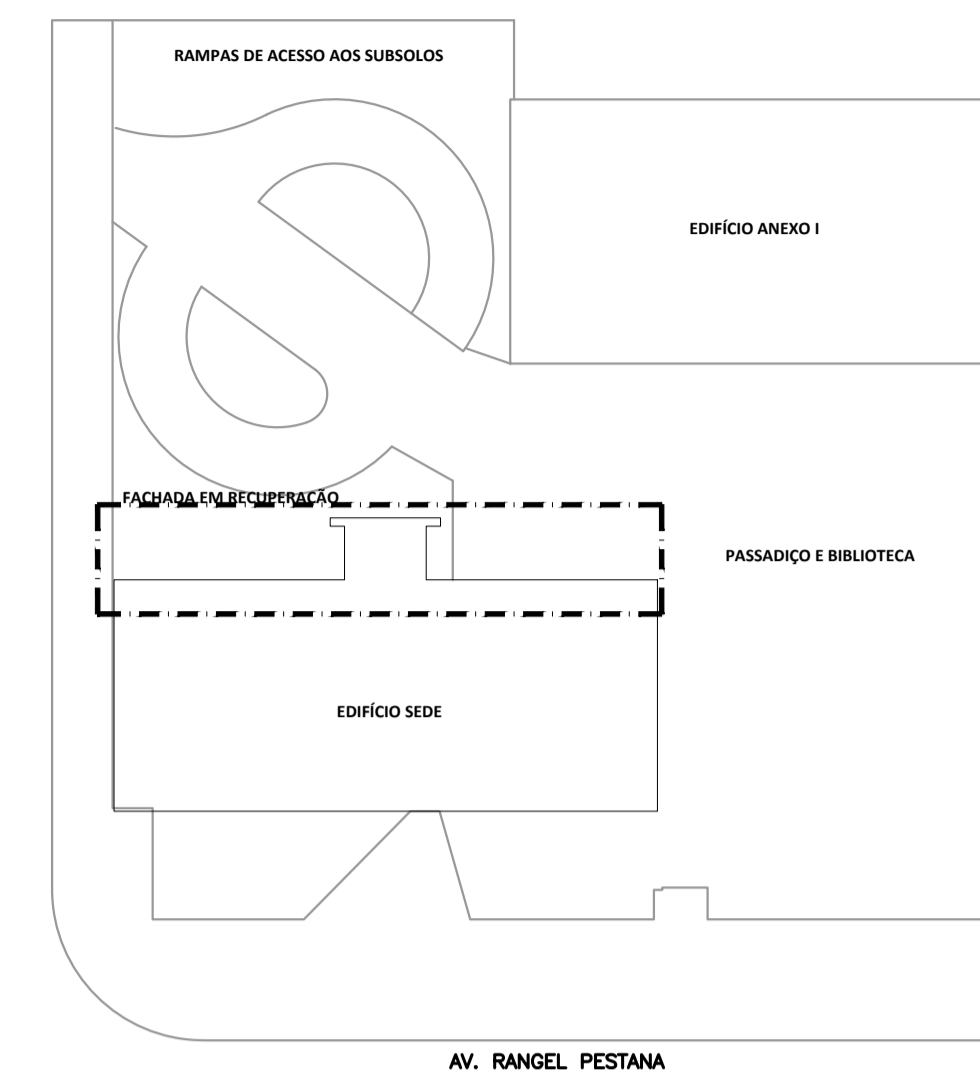 RAMPAS DE ACESSO AOS SUBSOLOS
EDIFÍCIO ANEXO I
FACHADA EM RECUPERAÇÃO
PASSADIÇO E BIBLIOTECA
EDIFÍCIO SEDE
AV. RANGEL PESTANA